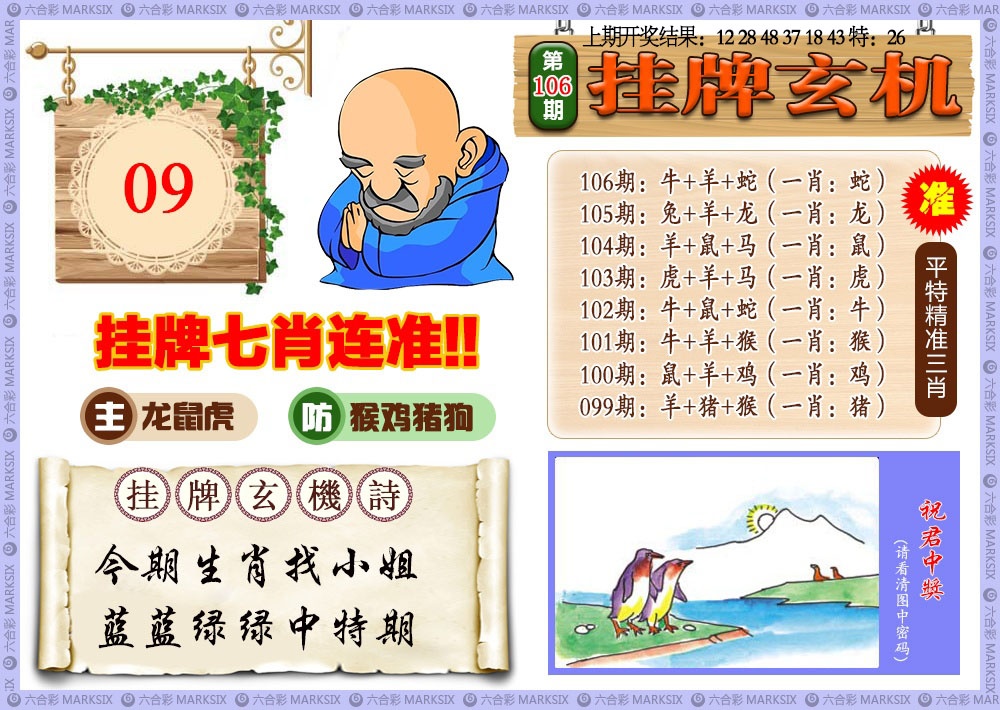 上期开奖结果：12 28 48 37 18 43 特：26
第
106
期
挂牌玄机
09
106期：牛+羊+蛇（一肖：蛇）
105期：兔+羊+龙（一肖：龙）
104期：羊+鼠+马（一肖：鼠）
103期：虎+羊+马（一肖：虎）
102期：牛+鼠+蛇（一肖：牛）
101期：牛+羊+猴（一肖：猴）
100期：鼠+羊+鸡（一肖：鸡）
099期：羊+猪+猴（一肖：猪）
准
平特精准三肖
挂牌七肖连准!!
主 龙鼠虎
防 猴鸡猪狗
挂牌玄機詩
今期生肖找小姐
蓝蓝绿绿中特期
祝君中獎
（请看清图中密码）
六合彩 MARKSIX